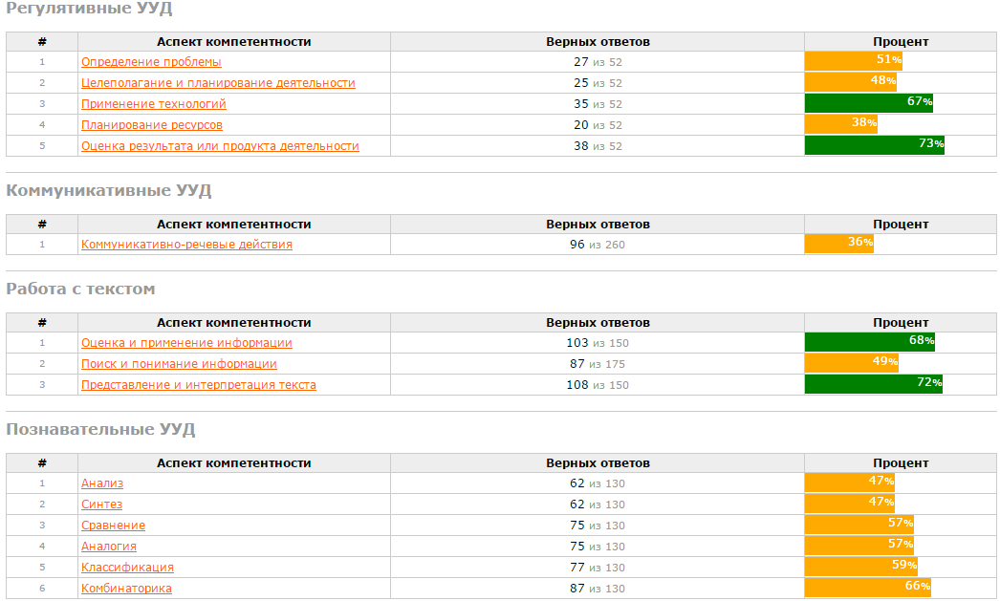 Регулятивные УУД
# Аспект компетентности Верных ответов Процент
1 Определение проблемы 27 из 52 51%
2 Целеполагание и планирование деятельности 25 из 52 48%
3 Применение технологий 35 из 52 67%
4 Планирование ресурсов 20 из 52 38%
5 Оценка результата или продукта деятельности 38 из 52 73%
Коммуникативные УУД
# Аспект компетентности Верных ответов Процент
1 Коммуникативно-речевые действия 96 из 260 36%
Работа с текстом
# Аспект компетентности Верных ответов Процент
1 Оценка и применение информации 103 из 150 68%
2 Поиск и понимание информации 87 из 175 49%
3 Представление и интерпретация текста 108 из 150 72%
Познавательные УУД
# Аспект компетентности Верных ответов Процент
1 Анализ 62 из 130 47%
2 Синтез 62 из 130 47%
3 Сравнение 75 из 130 57%
4 Аналогия 75 из 130 57%
5 Классификация 77 из 130 59%
6 Комбинаторика 87 из 130 66%